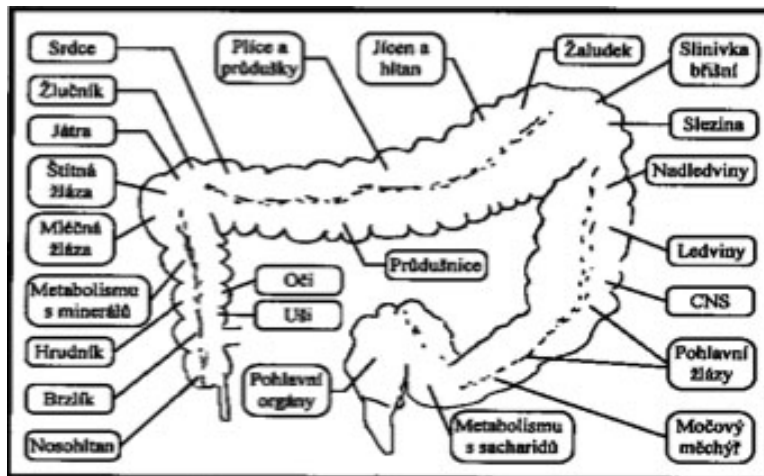 Srdce
Plíce a
průdušky
Jícen a
hltan
Žaludek
Slinivka
břišní
Žlučník
Játra
Slezina
Štítná
žláza
Nadledviny
Mléčná
žláza
Průdušnice
Ledviny
Metabolismu
s minerálů
Oči
CNS
Uši
Hrudník
Pohlavní
orgány
Pohlavní
žlázy
Brzlík
Metabolismu
s sacharidů
Močový
měchýř
Nosohltan